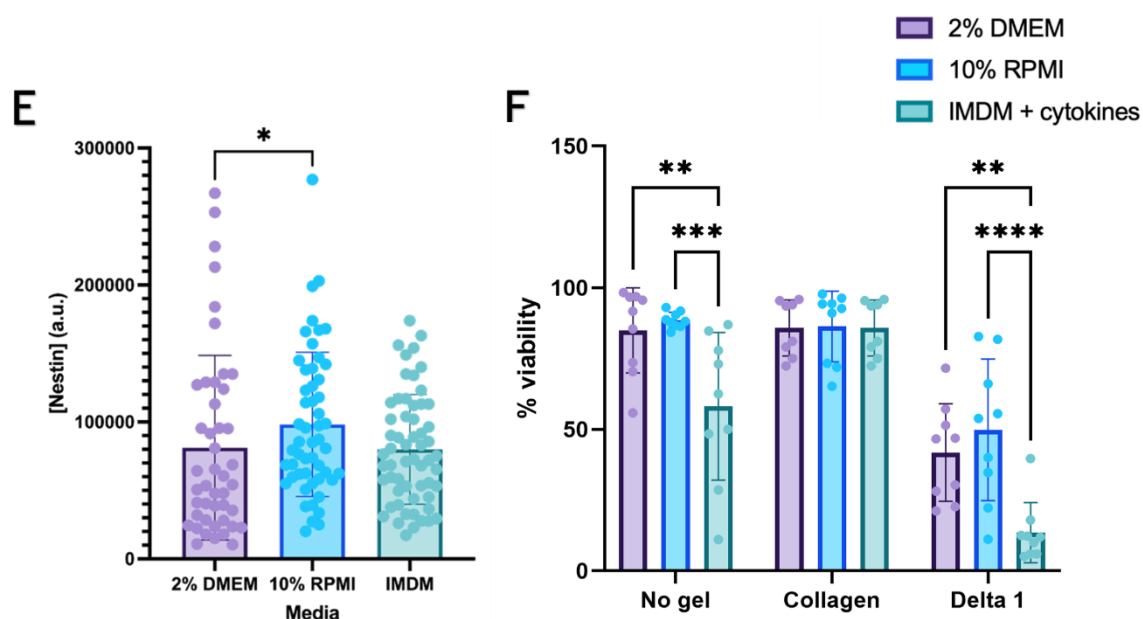 2% DMEM
10% RPMI
IMDM + cytokines
E
*
300000
200000
100000
0
[Nestin] (a.u.)
2% DMEM 10% RPMI IMDM
Media
F
** **
*** ****
150
100
50
0
% viability
No gel Collagen Delta 1